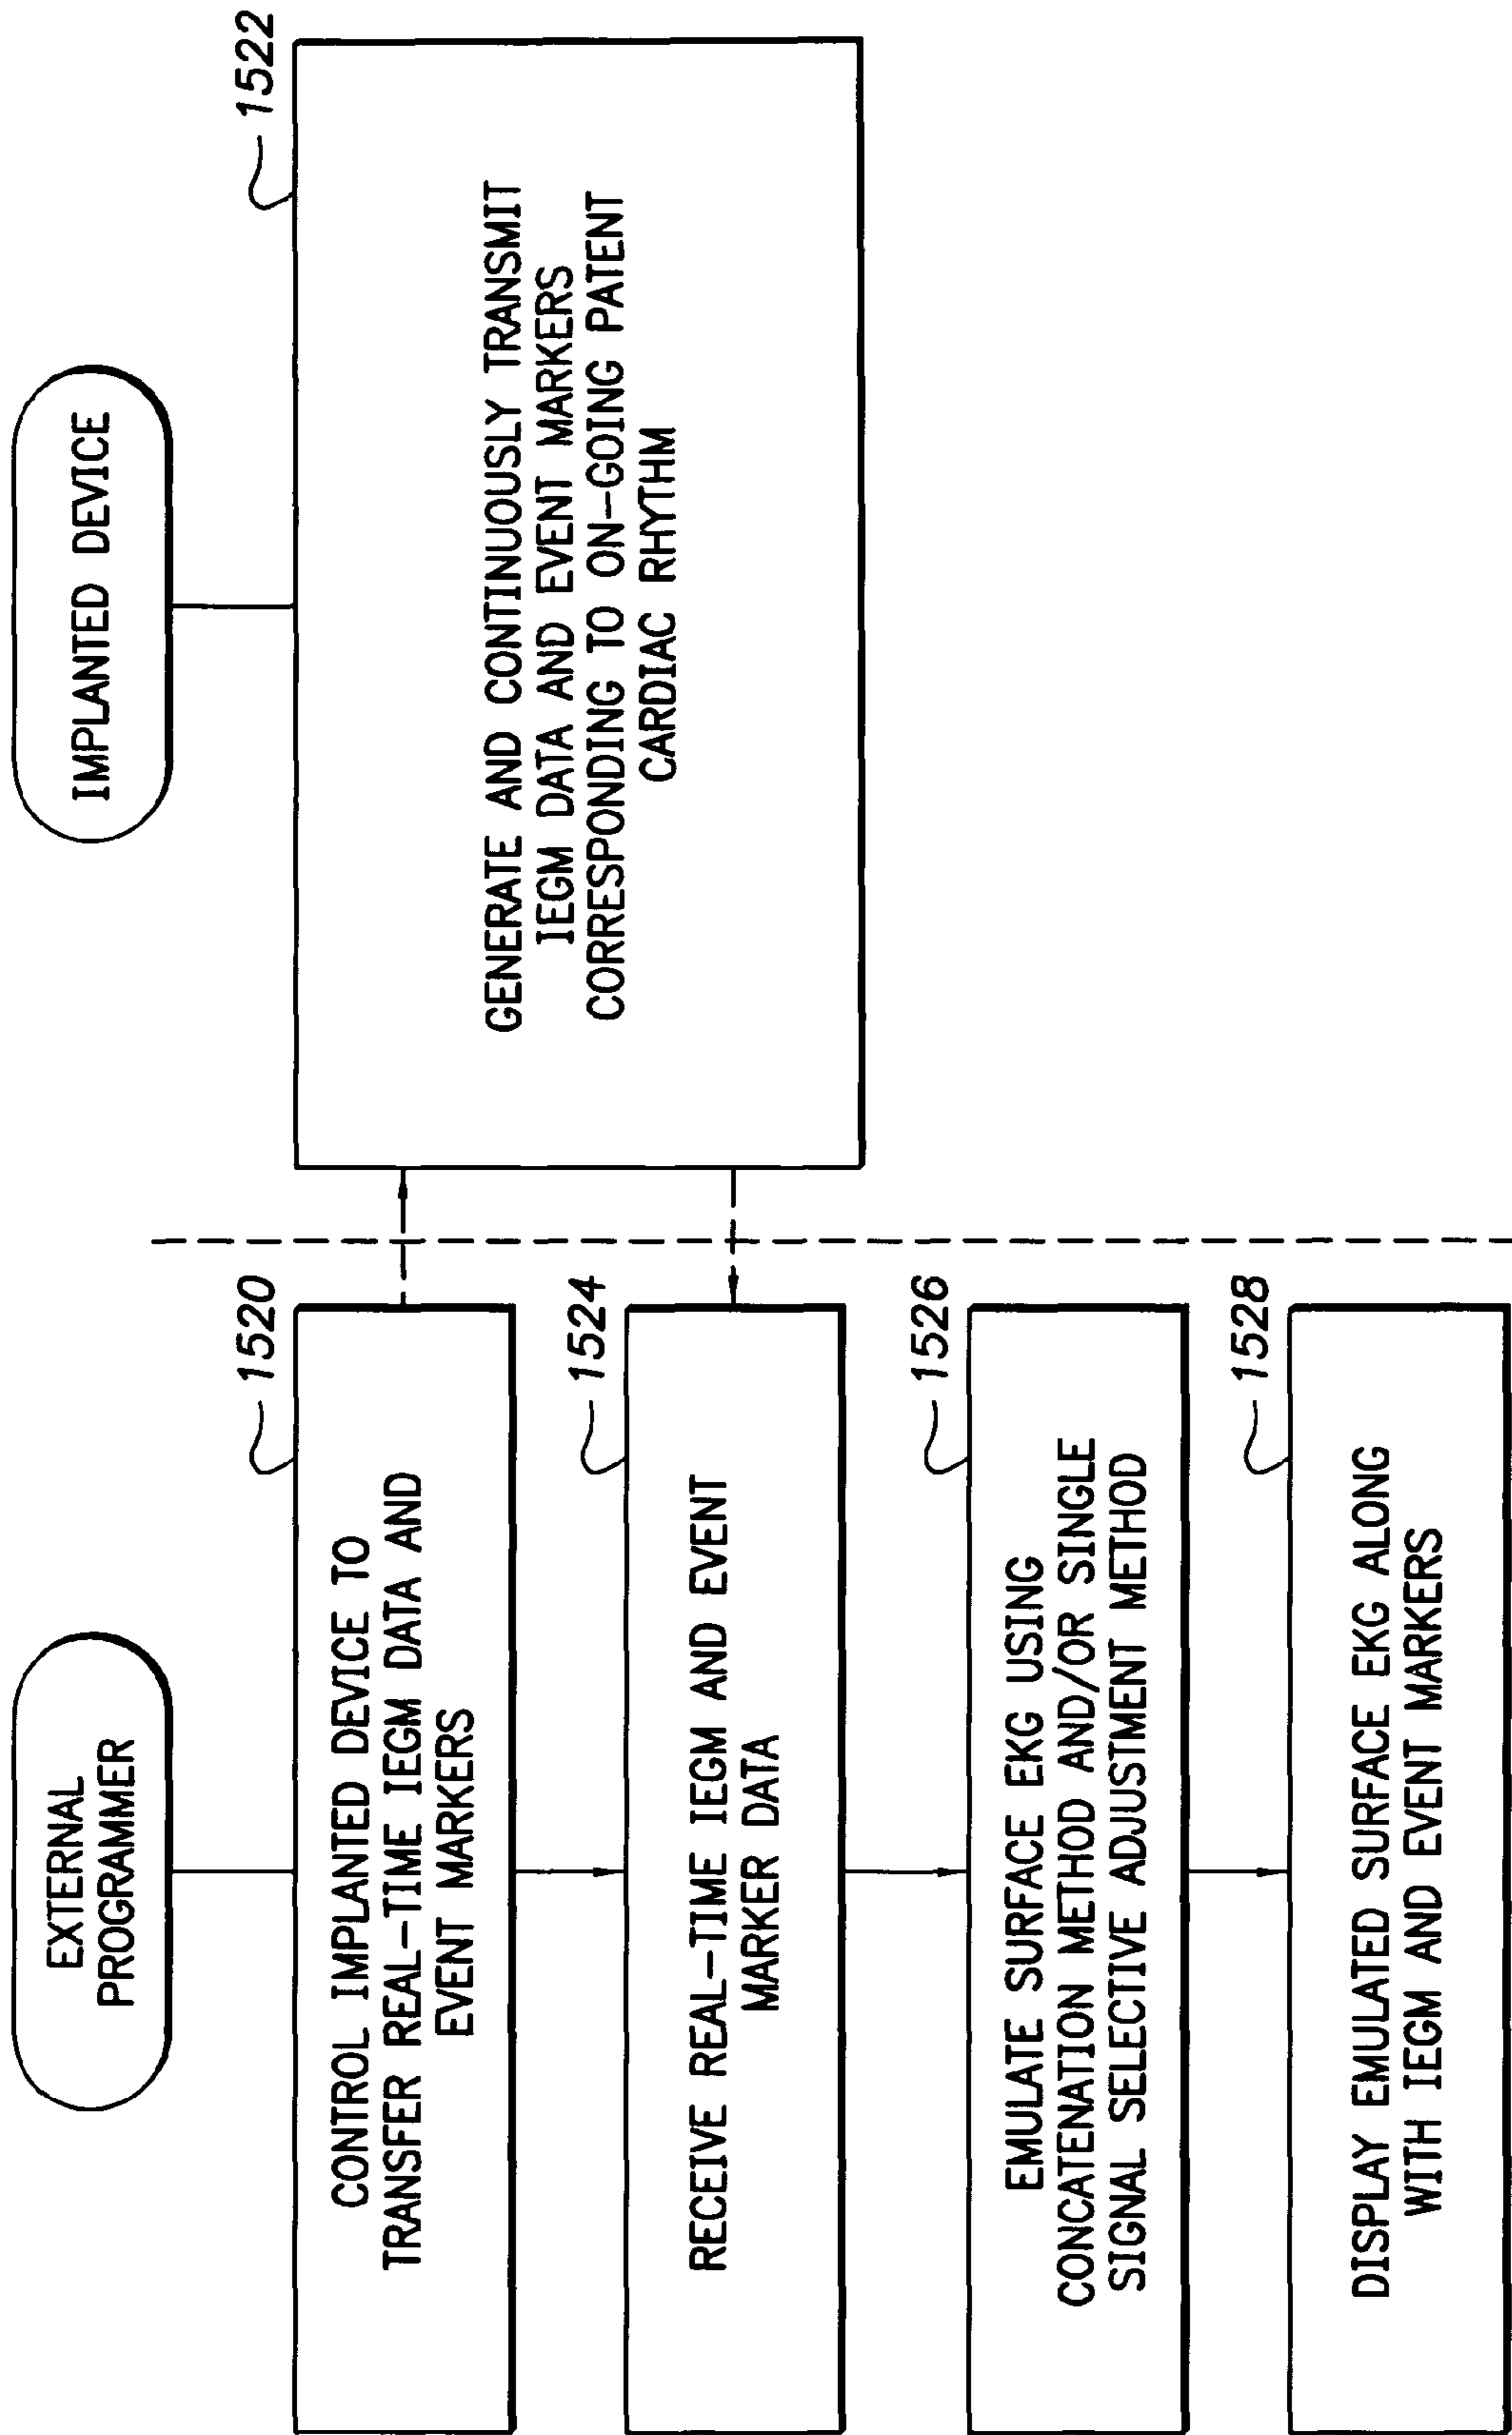 EXTERNAL
PROGRAMMER
1520
CONTROL IMPLANTED DEVICE TO
TRANSFER REAL-TIME IEGM DATA AND
EVENT MARKERS
1524
RECEIVE REAL-TIME IEGM AND EVENT
MARKER DATA
1526
EMULATE SURFACE EKG USING
CONCATENATION METHOD AND/OR SINGLE
SIGNAL SELECTIVE ADJUSTMENT METHOD
1528
DISPLAY EMULATED SURFACE EKG ALONG
WITH IEGM AND EVENT MARKERS
IMPLANTED DEVICE
1522
GENERATE AND CONTINUOUSLY TRANSMIT
IEGM DATA AND EVENT MARKERS
CORRESPONDING TO ON-GOING PATENT
CARDIAC RHYTHM